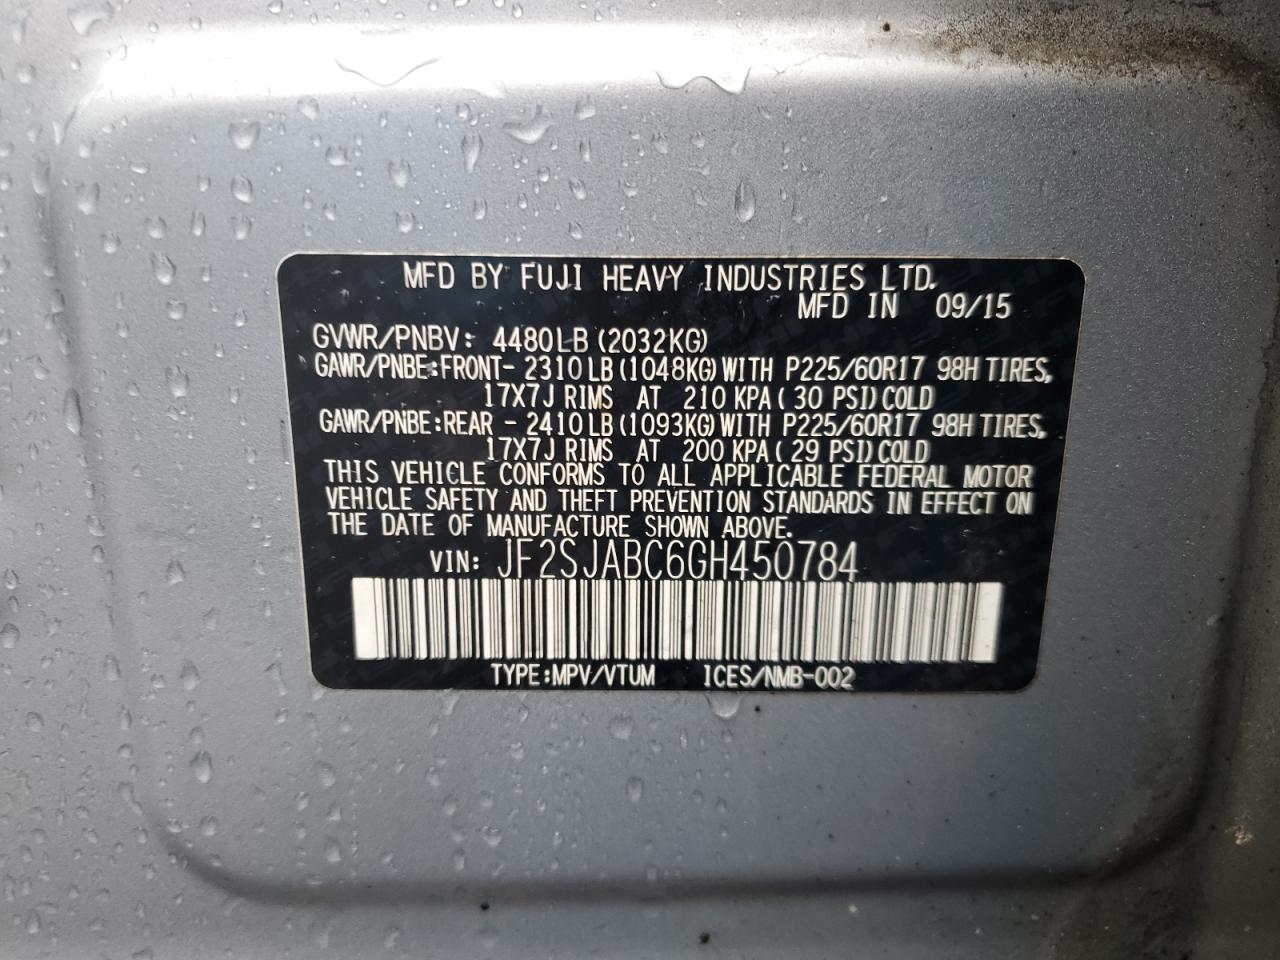 MFD BY FUJI HEAVY INDUSTRIES LTD.
MFD IN 09/15
GVWR/PNBV: 4480LB (2032KG)
GAWR/PNBE:FRONT- 2310LB (1048KG) WITH P225/60R17 98H TIRES,
17X7J RIMS AT 210 KPA ( 30 PSI) COLD
GAWR/PNBE:REAR - 2410LB (1093KG) WITH P225/60R17 98H TIRES,
17X7J RIMS AT 200 KPA ( 29 PSI) COLD
THIS VEHICLE CONFORMS TO ALL APPLICABLE FEDERAL MOTOR
VEHICLE SAFETY AND THEFT PREVENTION STANDARDS IN EFFECT ON
THE DATE OF MANUFACTURE SHOWN ABOVE.
VIN: JF2SJABC6GH450784
TYPE:MPV/VTUM ICES/NMB-002